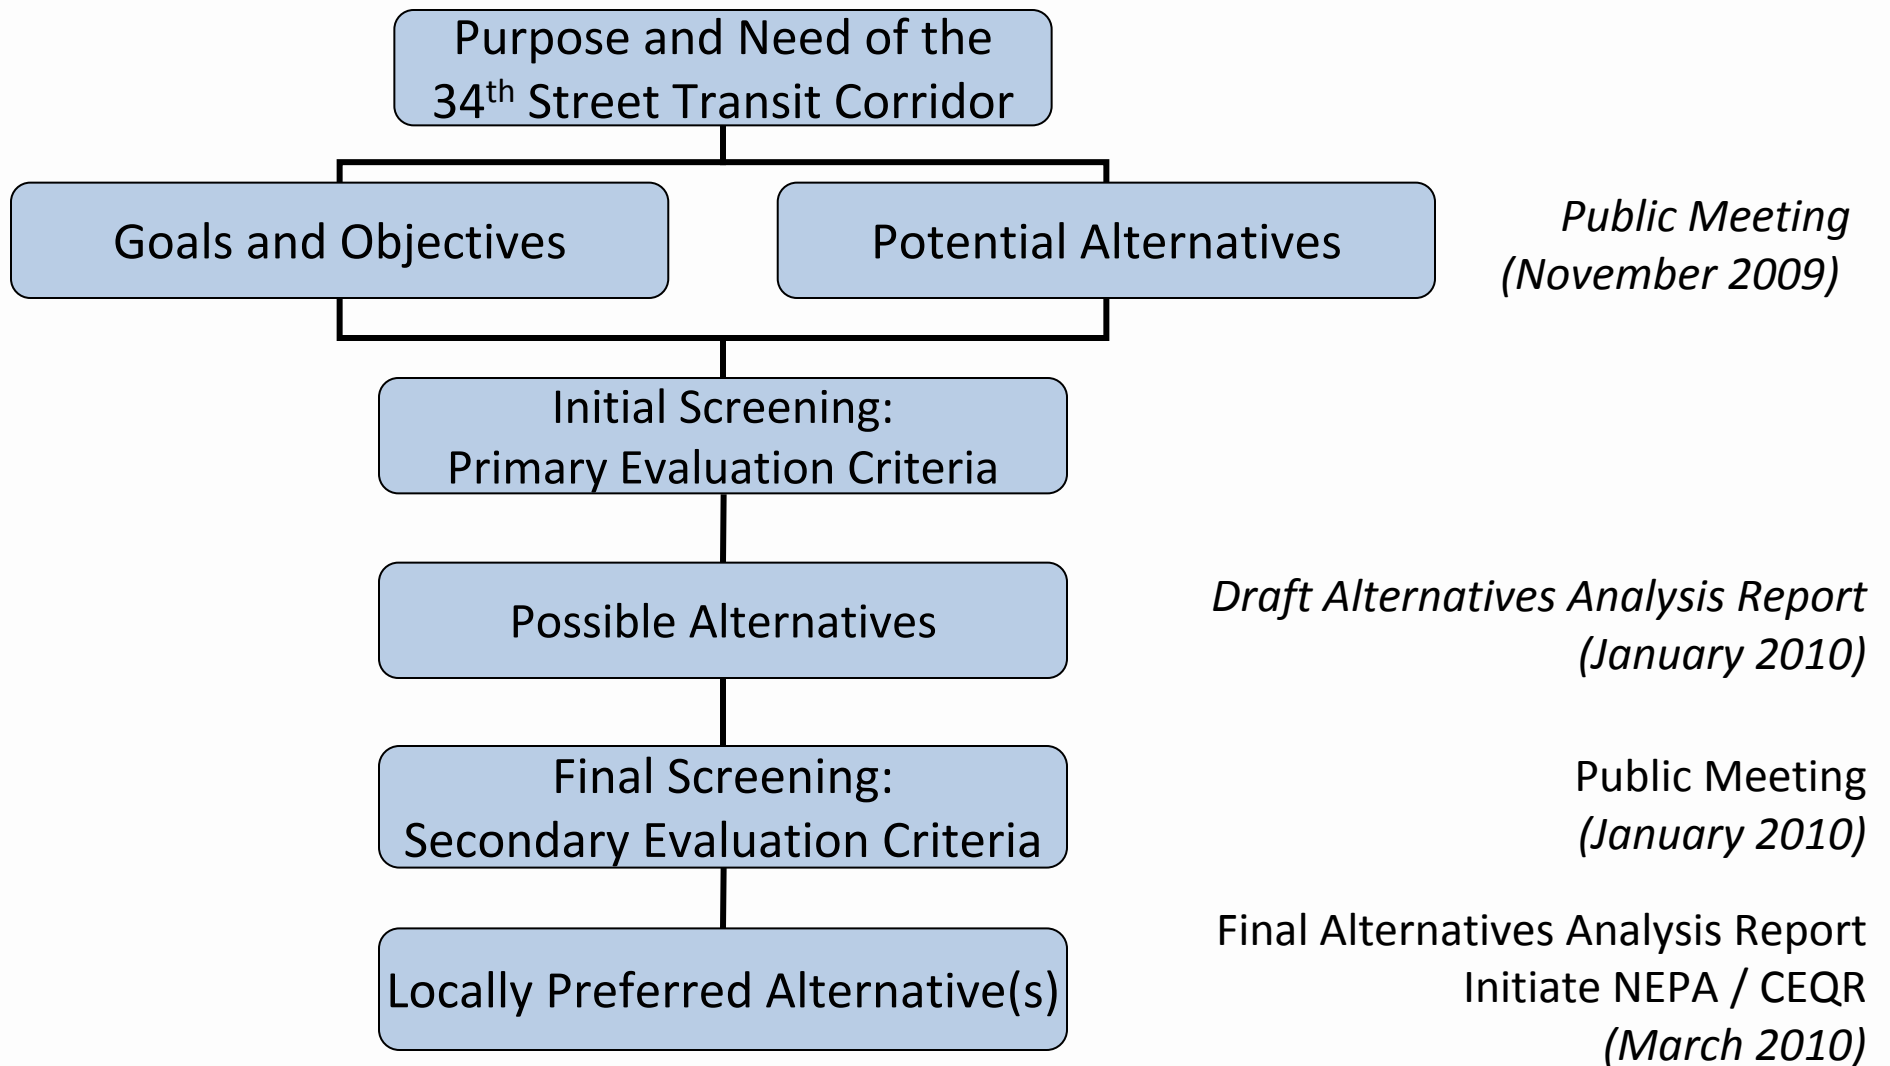 Purpose and Need of the
34th Street Transit Corridor
Goals and Objectives
Potential Alternatives
Public Meeting
(November 2009)
Initial Screening:
Primary Evaluation Criteria
Possible Alternatives
Draft Alternatives Analysis Report
(January 2010)
Final Screening:
Secondary Evaluation Criteria
Public Meeting
(January 2010)
Locally Preferred Alternative(s)
Final Alternatives Analysis Report
Initiate NEPA / CEQR
(March 2010)